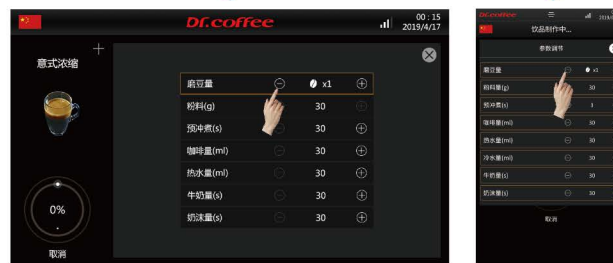 Dr.coffee
00 : 15
2019/4/17
意式浓缩
磨豆量 x1
粉料(g) 30
预冲煮(s) 30
咖啡量(ml) 30
热水量(ml) 30
牛奶量(s) 30
奶沫量(s) 30
0%
取消
Dr.coffee
饮品制作中...
参数调节
磨豆量 x1
粉料量(g) 30
预冲煮(s) 3
咖啡量(ml) 30
热水量(ml) 30
冷水量(ml) 30
牛奶量(s) 30
奶沫量(s) 30
取消